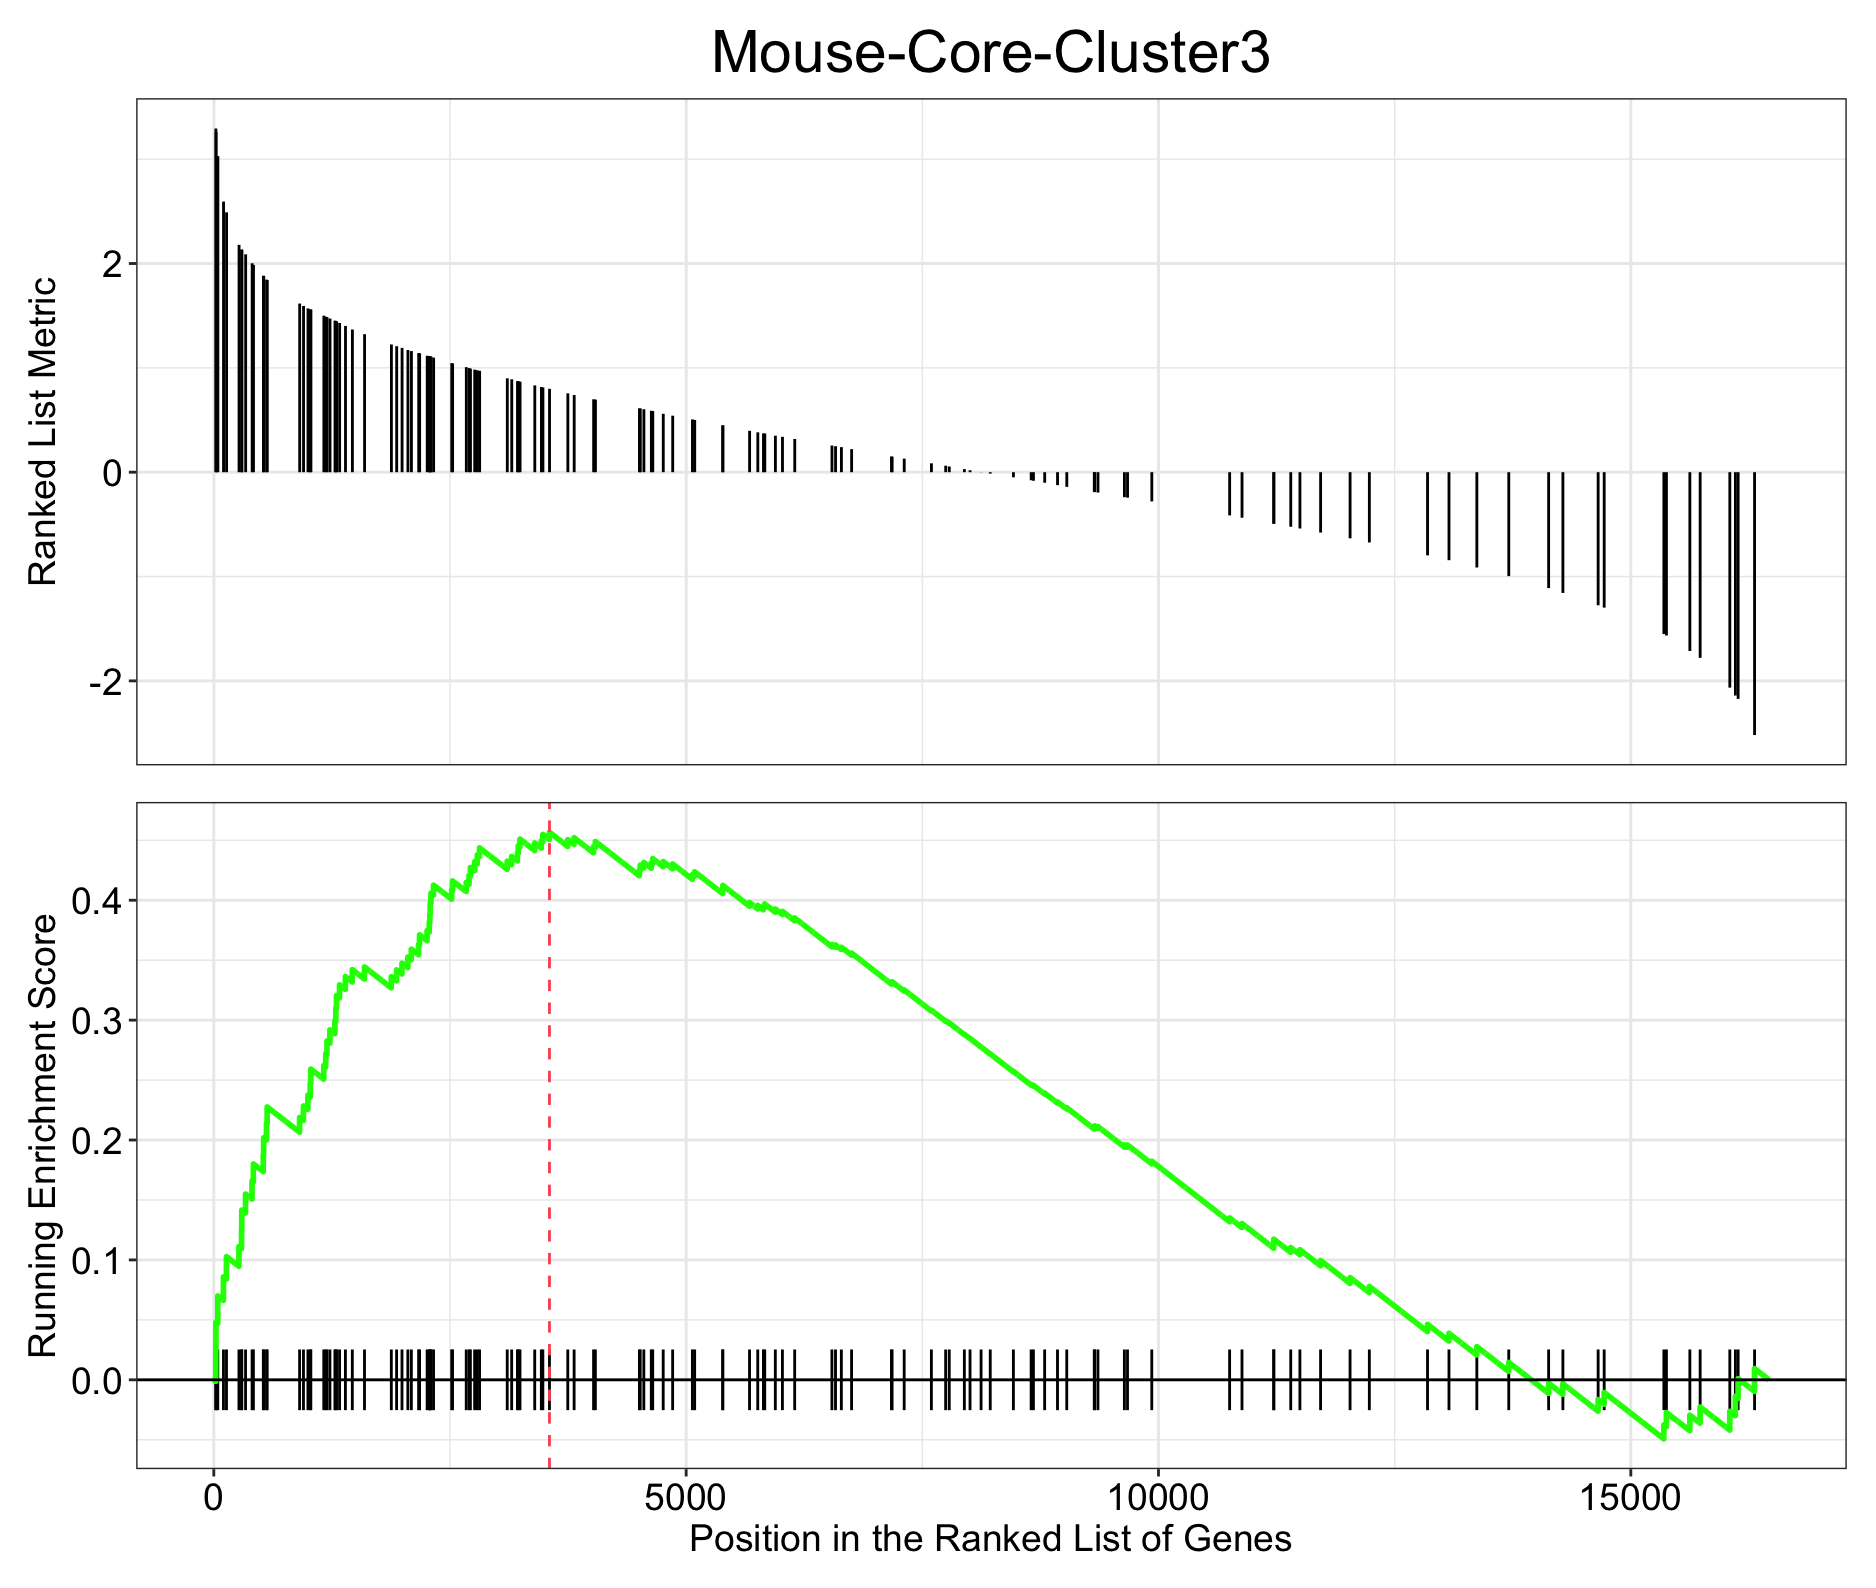 Mouse-Core-Cluster3
Ranked List Metric
2
0
-2
Running Enrichment Score
0.4
0.3
0.2
0.1
0.0
0 5000 10000 15000
Position in the Ranked List of Genes